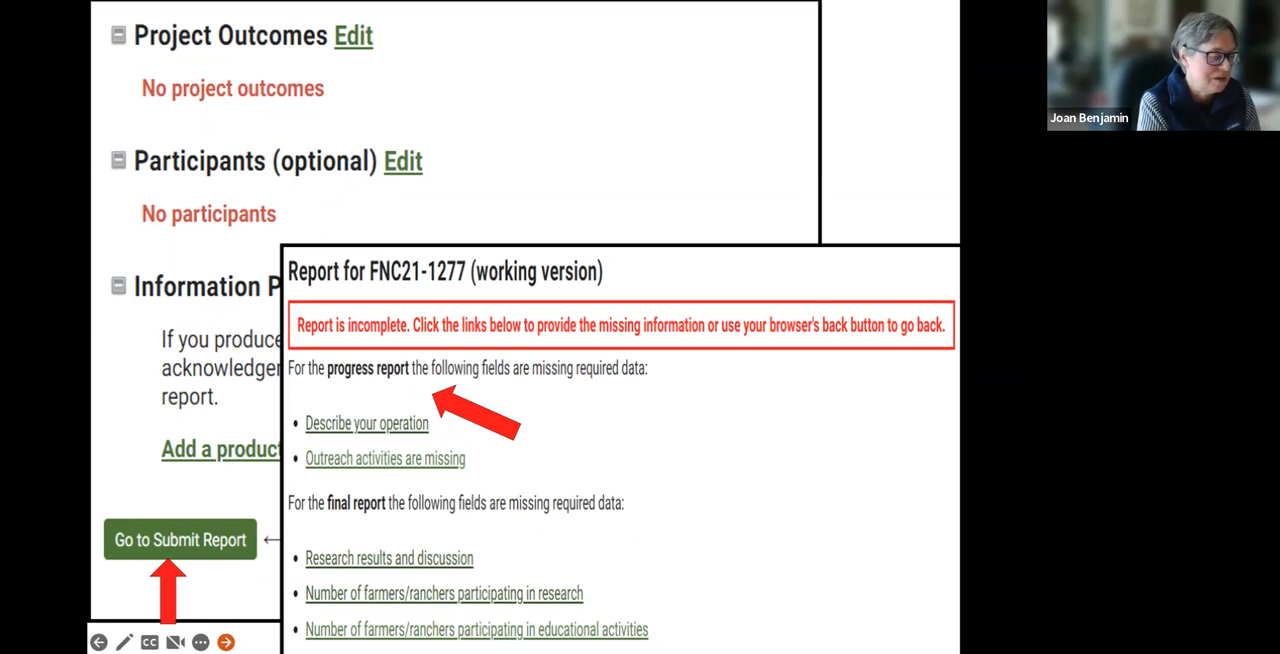 Project Outcomes Edit
No project outcomes
Participants (optional) Edit
No participants
Information P
If you produce
acknowledger
report.
Add a product
Go to Submit Report
Report for FNC21-1277 (working version)
Report is incomplete. Click the links below to provide the missing information or use your browser's back button to go back.
For the progress report the following fields are missing required data:
• Describe your operation
• Outreach activities are missing
For the final report the following fields are missing required data:
• Research results and discussion
• Number of farmers/ranchers participating in research
• Number of farmers/ranchers participating in educational activities
CC
Joan Benjamin